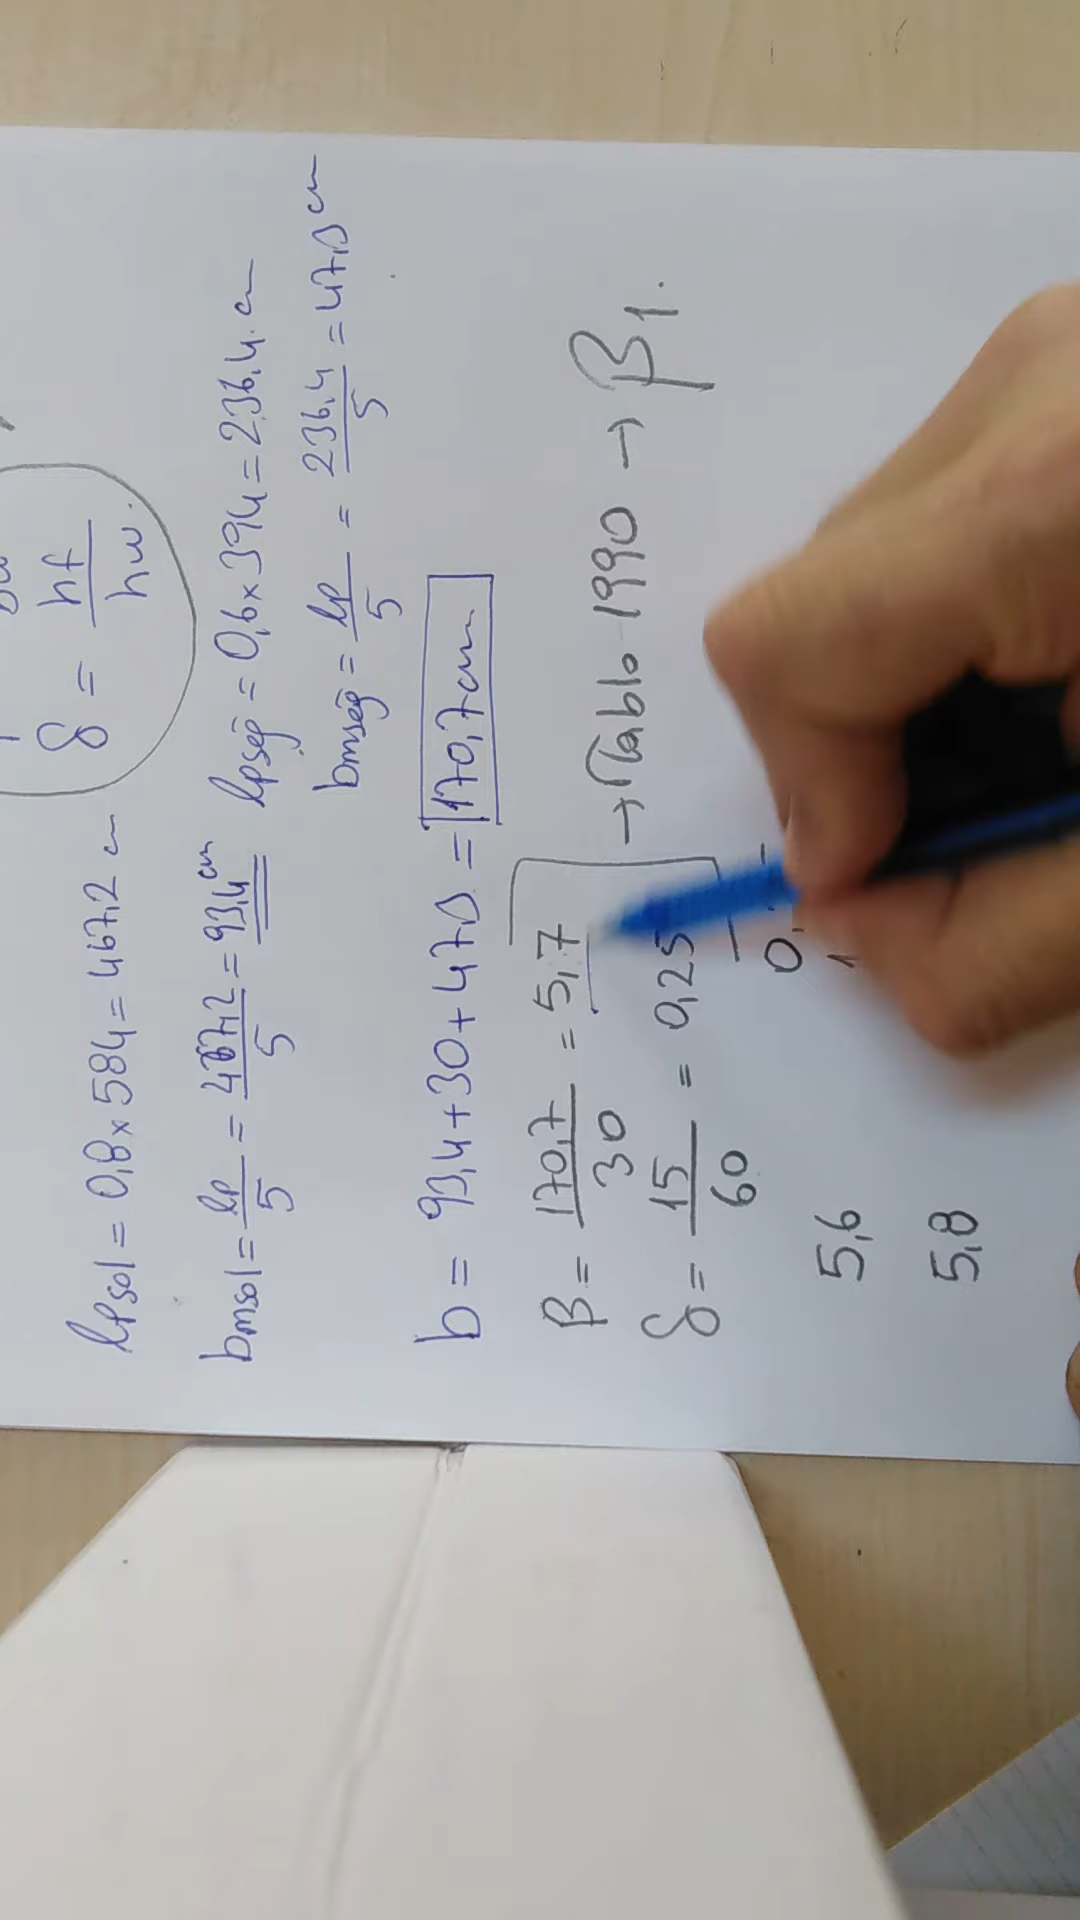 δ = hf / hw.
lpsol = 0,8 x 584 = 467,2 cm
bmsol = lp / 5 = 467,2 / 5 = 93,4 cm
lpsağ = 0,6 x 394 = 236,4 cm
bmsağ = lp / 5 = 236,4 / 5 = 47,3 cm
b = 93,4 + 30 + 47,3 = 170,7 cm
β = 170,7 / 30 = 5,7
δ = 15 / 60 = 0,25
→ Tablo 1990 → β1.
5,6
5,8